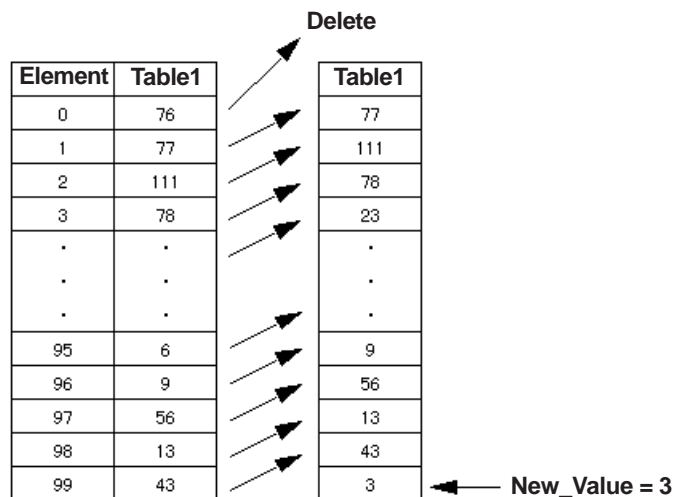 Delete
Element Table1 Table1
0 76 77
1 77 111
2 111 78
3 78 23
. . .
. . .
. . .
95 6 9
96 9 56
97 56 13
98 13 43
99 43 3 New_Value = 3